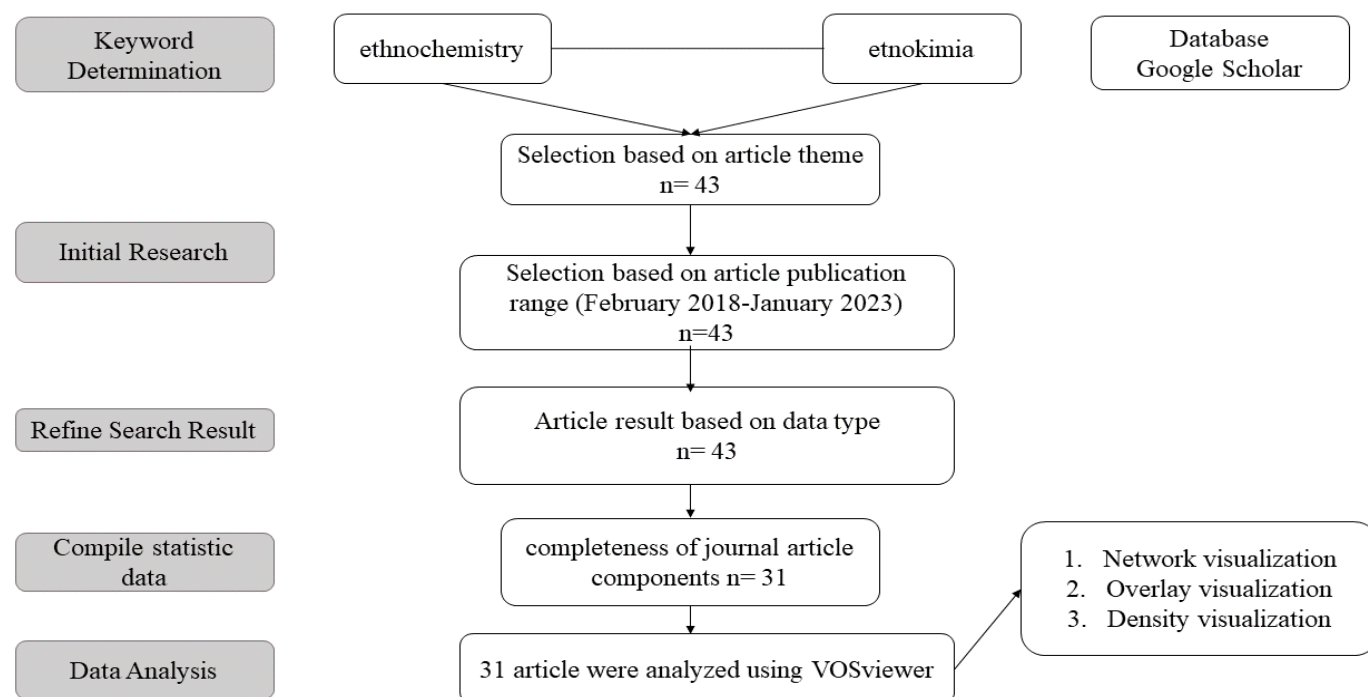 Keyword
Determination
ethnochemistry
etnokimia
Database
Google Scholar
Selection based on article theme
n= 43
Initial Research
Selection based on article publication
range (February 2018-January 2023)
n=43
Refine Search Result
Article result based on data type
n= 43
Compile statistic
data
completeness of journal article
components n= 31
1. Network visualization
2. Overlay visualization
3. Density visualization
Data Analysis
31 article were analyzed using VOSviewer